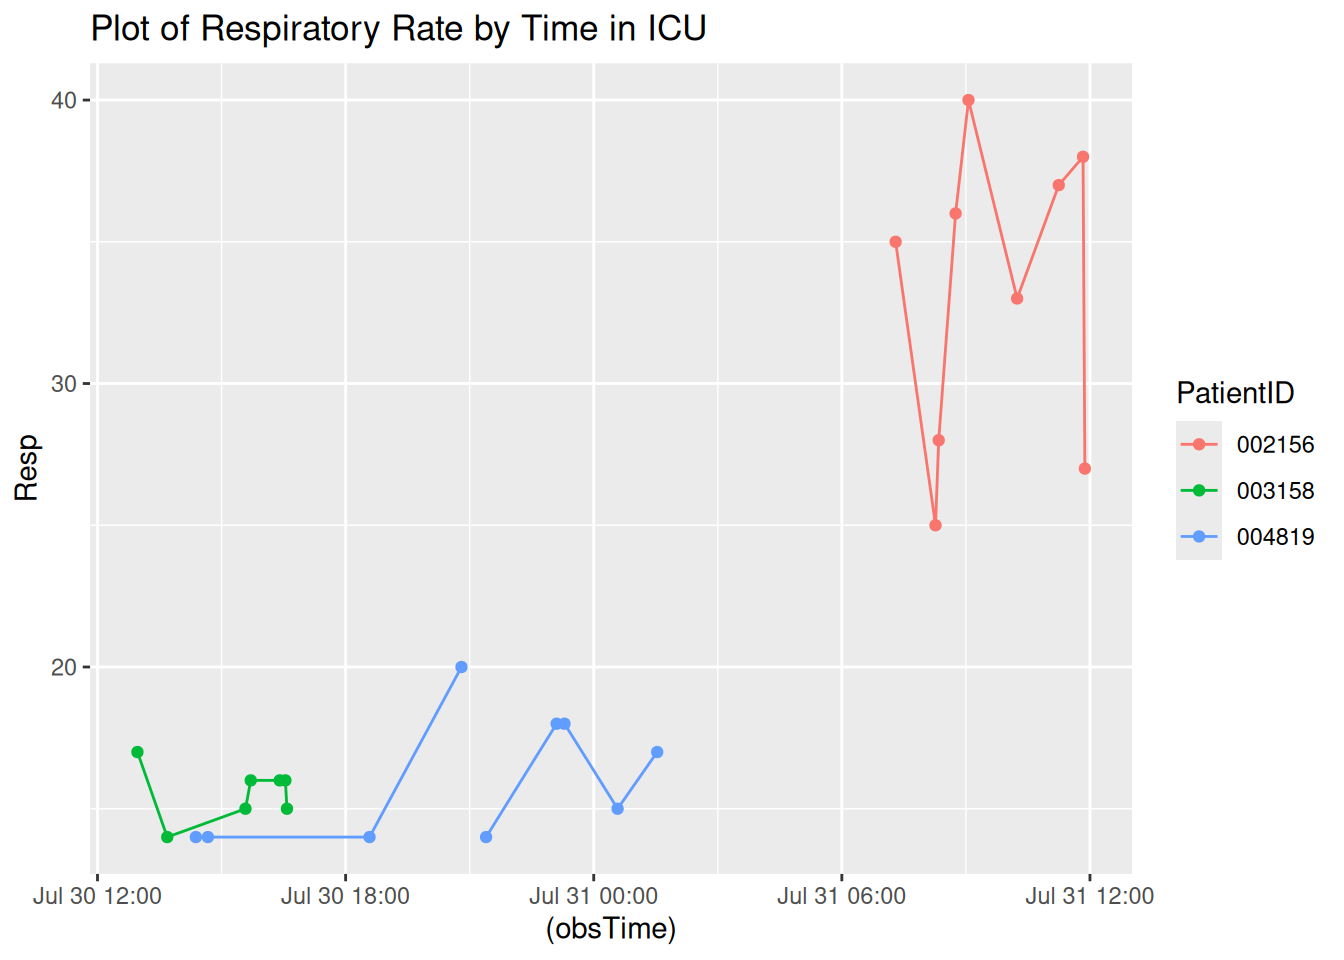 Plot of Respiratory Rate by Time in ICU
40
30
20
Resp
Jul 30 12:00
Jul 30 18:00
Jul 31 00:00
Jul 31 06:00
Jul 31 12:00
(obsTime)
PatientID
002156
003158
004819